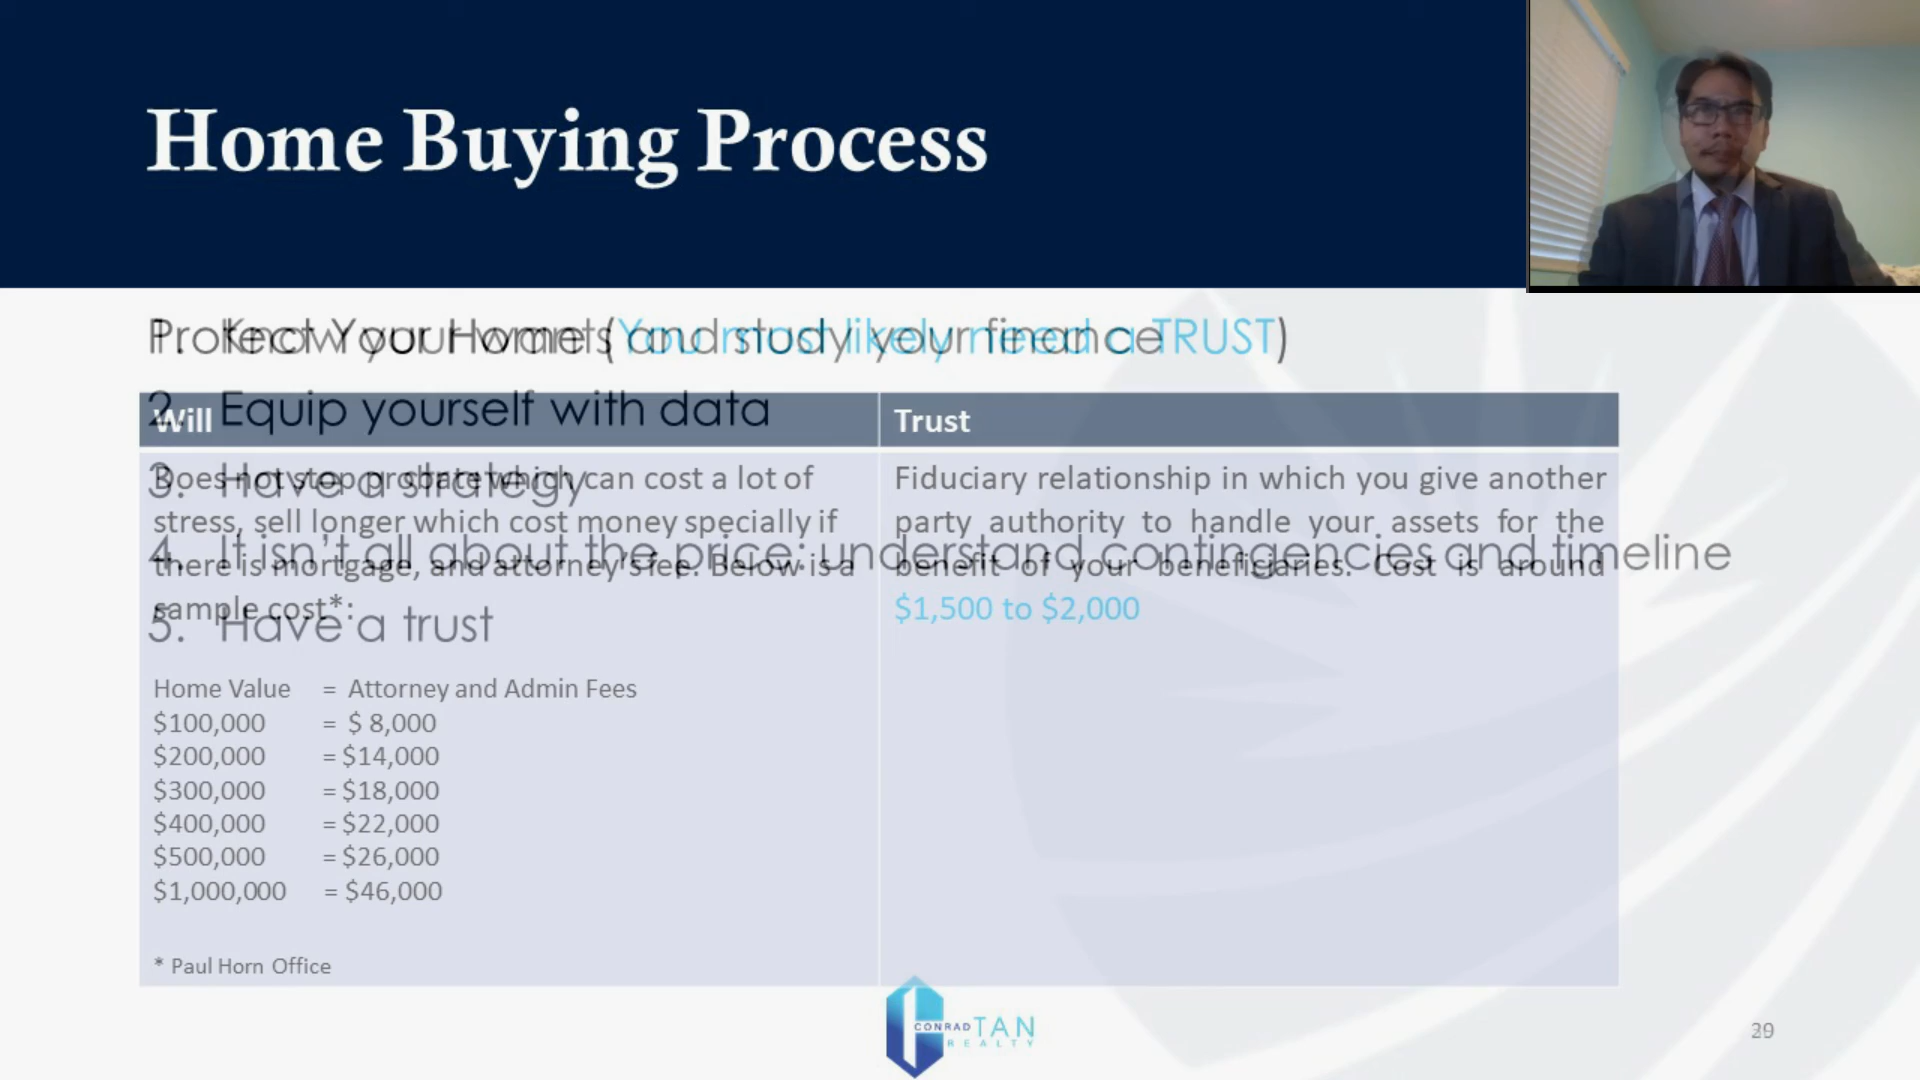 Home Buying Process
Protect Your Home (You most likely need a TRUST)
1. Know your wants and study your finance
2. Equip yourself with data
3. Have a strategy
4. It isn't all about the price: understand contingencies and timeline
5. Have a trust
Will
Does not stop probate which can cost a lot of
stress, sell longer which cost money specially if
there is mortgage, and attorney's fee. Below is a
sample cost*:
Home Value = Attorney and Admin Fees
$100,000 = $ 8,000
$200,000 = $14,000
$300,000 = $18,000
$400,000 = $22,000
$500,000 = $26,000
$1,000,000 = $46,000
* Paul Horn Office
Trust
Fiduciary relationship in which you give another
party authority to handle your assets for the
benefit of your beneficiaries. Cost is around
$1,500 to $2,000
CONRAD TAN
REALTY